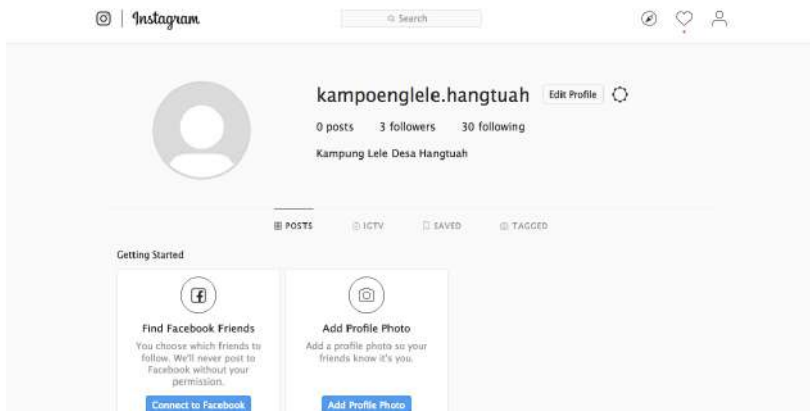 Instagram
Search
kampoenglele.hangtuah Edit Profile
0 posts 3 followers 30 following
Kampung Lele Desa Hangtuah
POSTS IGTV SAVED TAGGED
Getting Started
Find Facebook Friends
You choose which friends to
follow. We'll never post to
Facebook without your
permission.
Connect to Facebook
Add Profile Photo
Add a profile photo so your
friends know it's you.
Add Profile Photo